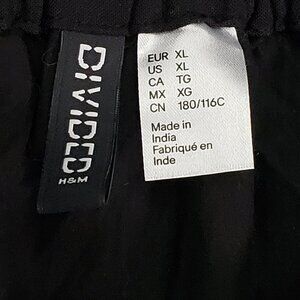 DIVIDED
H&M
EUR XL
US XL
CA TG
MX XG
CN 180/116C
Made in
India
Fabriqué en
Inde